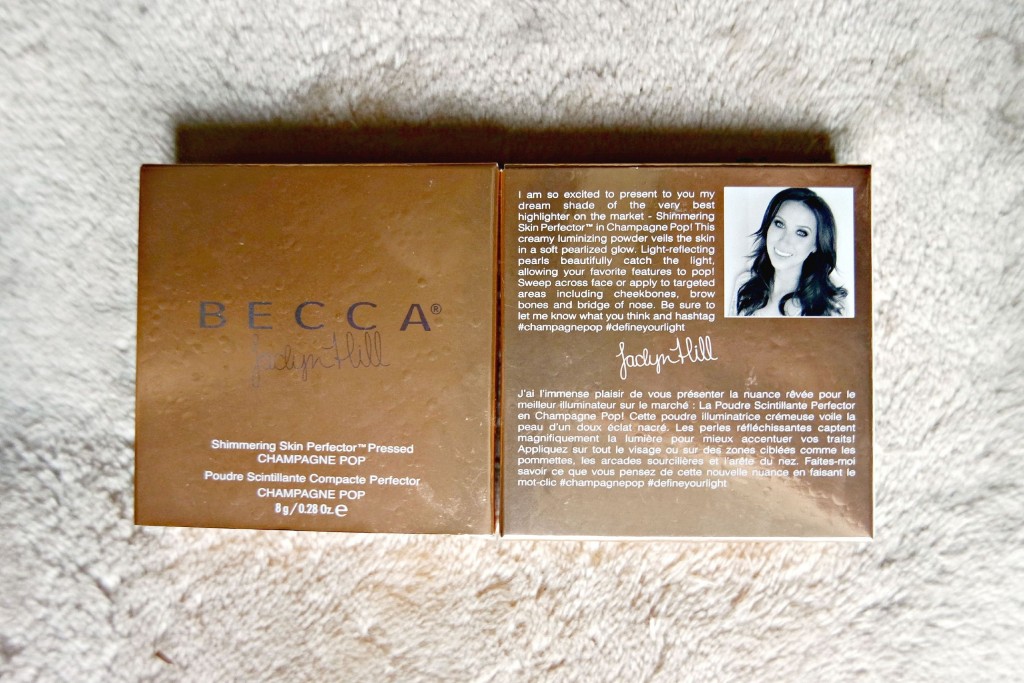 BECCA®
Jaclyn Hill
Shimmering Skin Perfector™ Pressed
CHAMPAGNE POP
Poudre Scintillante Compacte Perfector
CHAMPAGNE POP
8 g / 0.28 Oz. ℮
I am so excited to present to you my
dream shade of the very best
highlighter on the market - Shimmering
Skin Perfector™ in Champagne Pop! This
creamy luminizing powder veils the skin
in a soft pearlized glow. Light-reflecting
pearls beautifully catch the light,
allowing your favorite features to pop!
Sweep across face or apply to targeted
areas including cheekbones, brow
bones and bridge of nose. Be sure to
let me know what you think and hashtag
#champagnepop #defineyourlight
Jaclyn Hill
J'ai l'immense plaisir de vous présenter la nuance rêvée pour le
meilleur illuminateur sur le marché : La Poudre Scintillante Perfector
en Champagne Pop! Cette poudre illuminatrice crémeuse voile la
peau d'un doux éclat nacré. Les perles réfléchissantes captent
magnifiquement la lumière pour mieux accentuer vos traits!
Appliquez sur tout le visage ou sur des zones ciblées comme les
pommettes, les arcades sourcillères et l'arête du nez. Faites-moi
savoir ce que vous pensez de cette nouvelle nuance en faisant le
mot-clic #champagnepop #defineyourlight